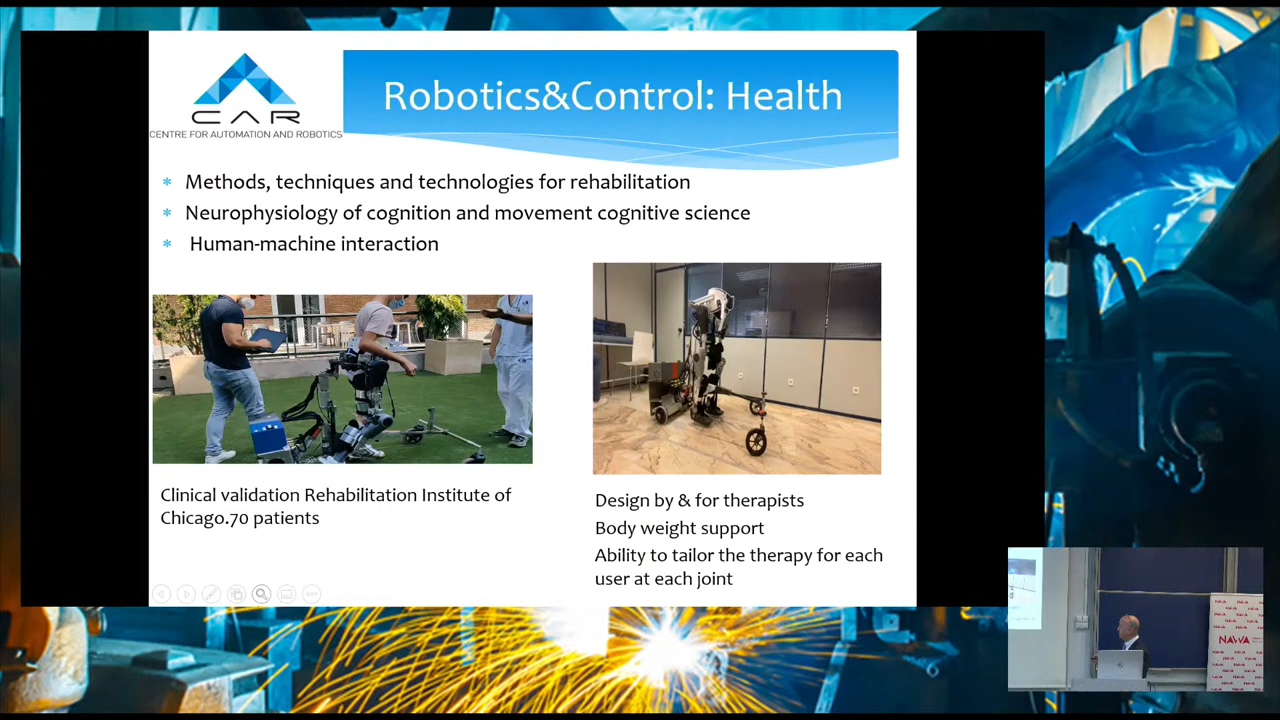 CAR
CENTRE FOR AUTOMATION AND ROBOTICS
Robotics&Control: Health
* Methods, techniques and technologies for rehabilitation
* Neurophysiology of cognition and movement cognitive science
* Human-machine interaction
Clinical validation Rehabilitation Institute of
Chicago.70 patients
Design by & for therapists
Body weight support
Ability to tailor the therapy for each
user at each joint
NAWA